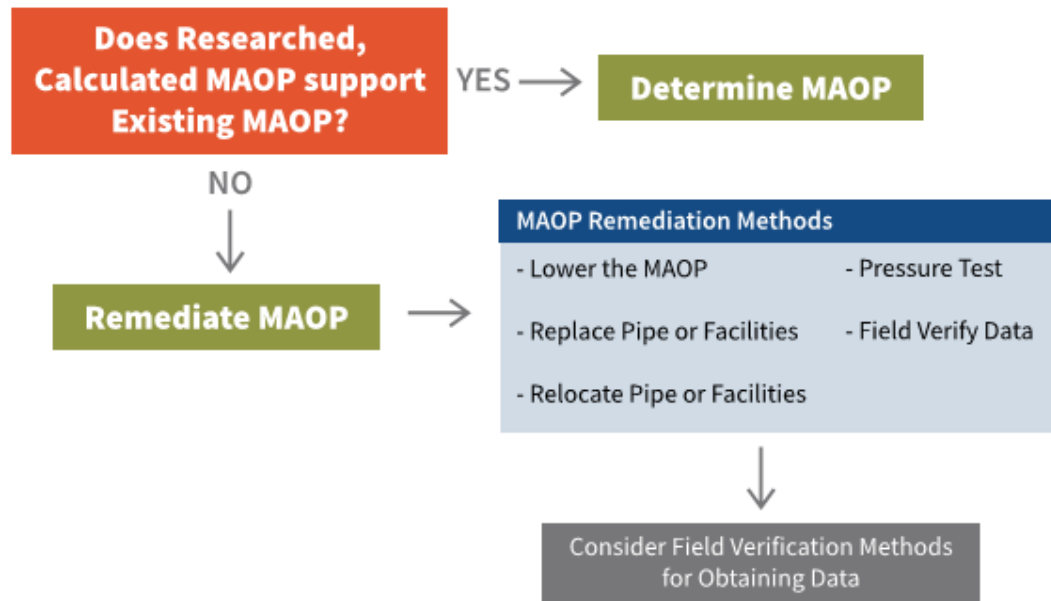 Does Researched,
Calculated MAOP support
Existing MAOP?
YES
Determine MAOP
NO
Remediate MAOP
MAOP Remediation Methods
- Lower the MAOP
- Pressure Test
- Replace Pipe or Facilities
- Field Verify Data
- Relocate Pipe or Facilities
Consider Field Verification Methods
for Obtaining Data